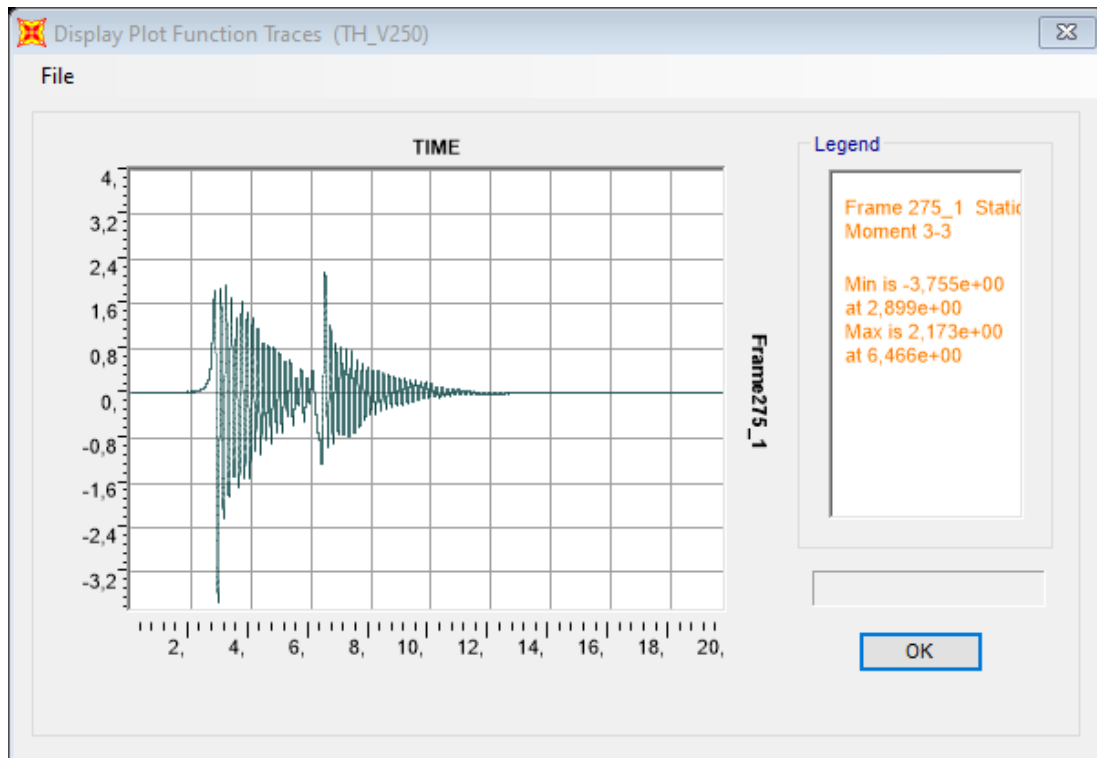 Display Plot Function Traces (TH_V250)
File
TIME
Legend
4,
3,2
2,4
1,6
0,8
0,
-0,8
-1,6
-2,4
-3,2
Frame275_1
Frame 275_1 Static
Moment 3-3
Min is -3,755e+00
at 2,899e+00
Max is 2,173e+00
at 6,466e+00
2, 4, 6, 8, 10, 12, 14, 16, 18, 20,
OK